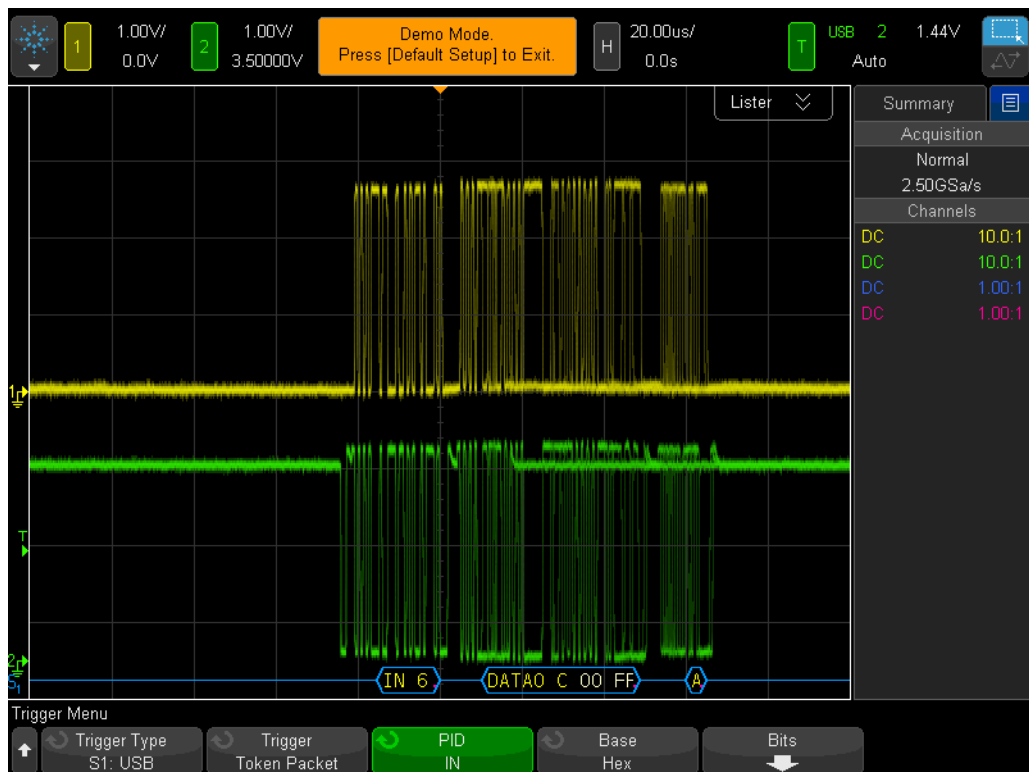 1 1.00V/ 2 1.00V/ Demo Mode. H 20.00us/ T USB 2 1.44V
0.0V 3.50000V Press [Default Setup] to Exit. 0.0s Auto
Lister
Summary
Acquisition
Normal
2.50GSa/s
Channels
DC 10.0:1
DC 10.0:1
DC 1.00:1
DC 1.00:1
1
T
2
S1
IN 6 DATA0 C 00 FF A
Trigger Menu
Trigger Type Trigger PID Base Bits
S1: USB Token Packet IN Hex